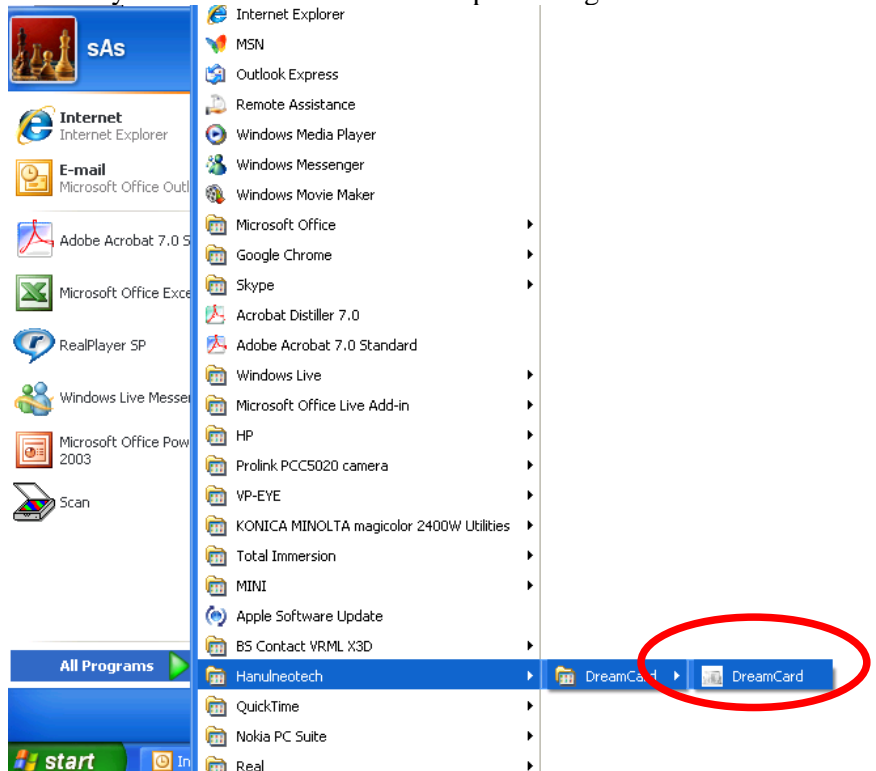 sAs
Internet
Internet Explorer
E-mail
Microsoft Office Outl
Adobe Acrobat 7.0 S
Microsoft Office Exce
RealPlayer SP
Windows Live Messe
Microsoft Office Pow
2003
Scan
All Programs
start
In
Internet Explorer
MSN
Outlook Express
Remote Assistance
Windows Media Player
Windows Messenger
Windows Movie Maker
Microsoft Office
Google Chrome
Skype
Acrobat Distiller 7.0
Adobe Acrobat 7.0 Standard
Windows Live
Microsoft Office Live Add-in
HP
Prolink PCC5020 camera
VP-EYE
KONICA MINOLTA magicolor 2400W Utilities
Total Immersion
MINI
Apple Software Update
BS Contact VRML X3D
Hanulneotech
QuickTime
Nokia PC Suite
Real
DreamCard
DreamCard